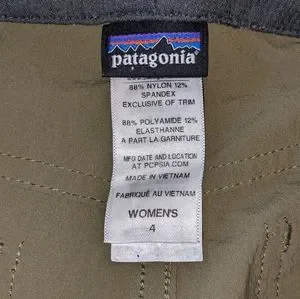 patagonia®
88% NYLON 12%
SPANDEX
EXCLUSIVE OF TRIM
88% POLYAMIDE 12%
ELASTHANNE
A PART LA GARNITURE
MFG DATE AND LOCATION
AT PCPSIA.COM
MADE IN VIETNAM
FABRIQUÉ AU VIETNAM
WOMEN'S
4